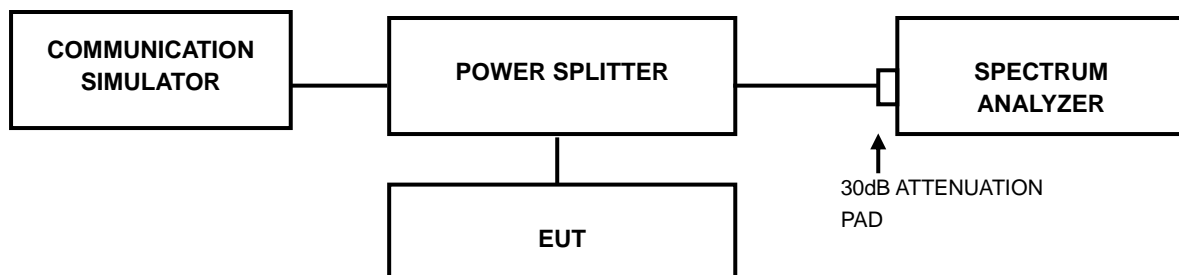 COMMUNICATION
SIMULATOR
POWER SPLITTER
SPECTRUM
ANALYZER
30dB ATTENUATION
PAD
EUT